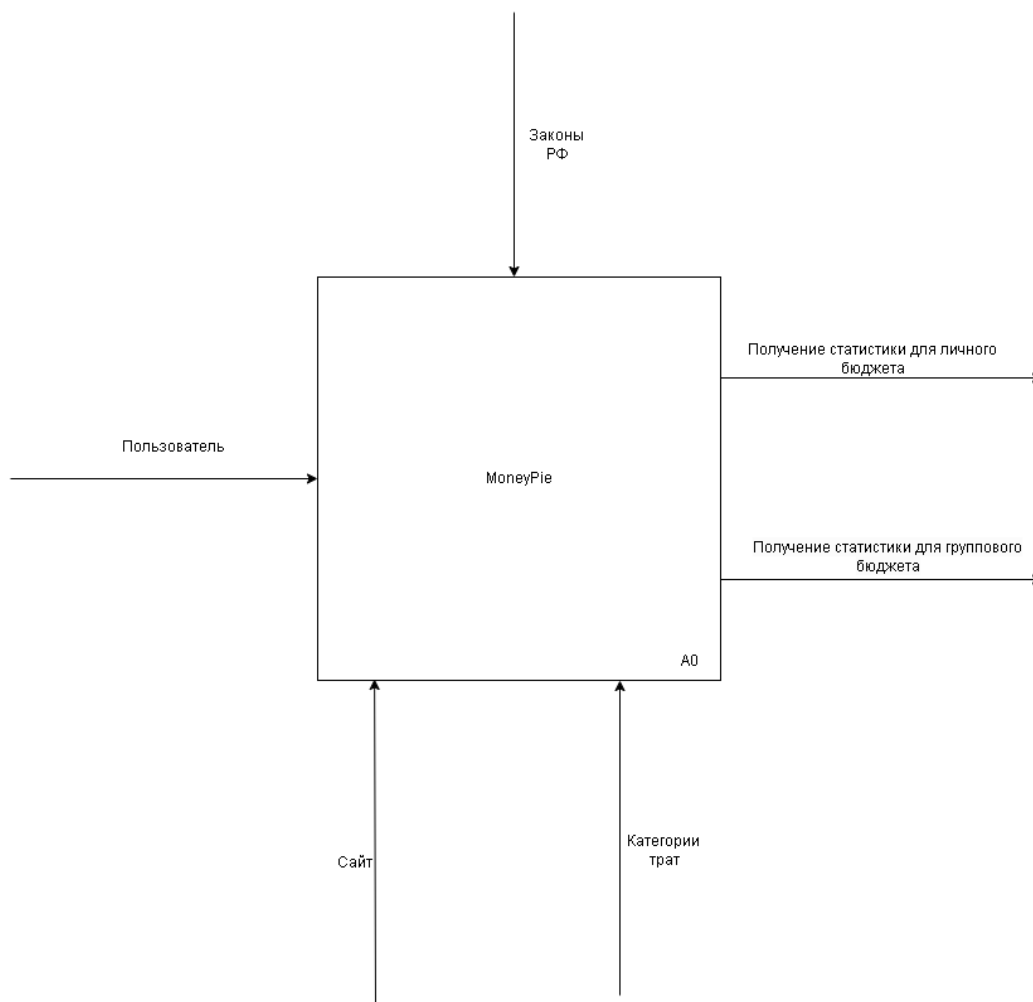 Законы
РФ
Получение статистики для личного
бюджета
Пользователь
MoneyPie
Получение статистики для группового
бюджета
A0
Сайт
Категории
трат